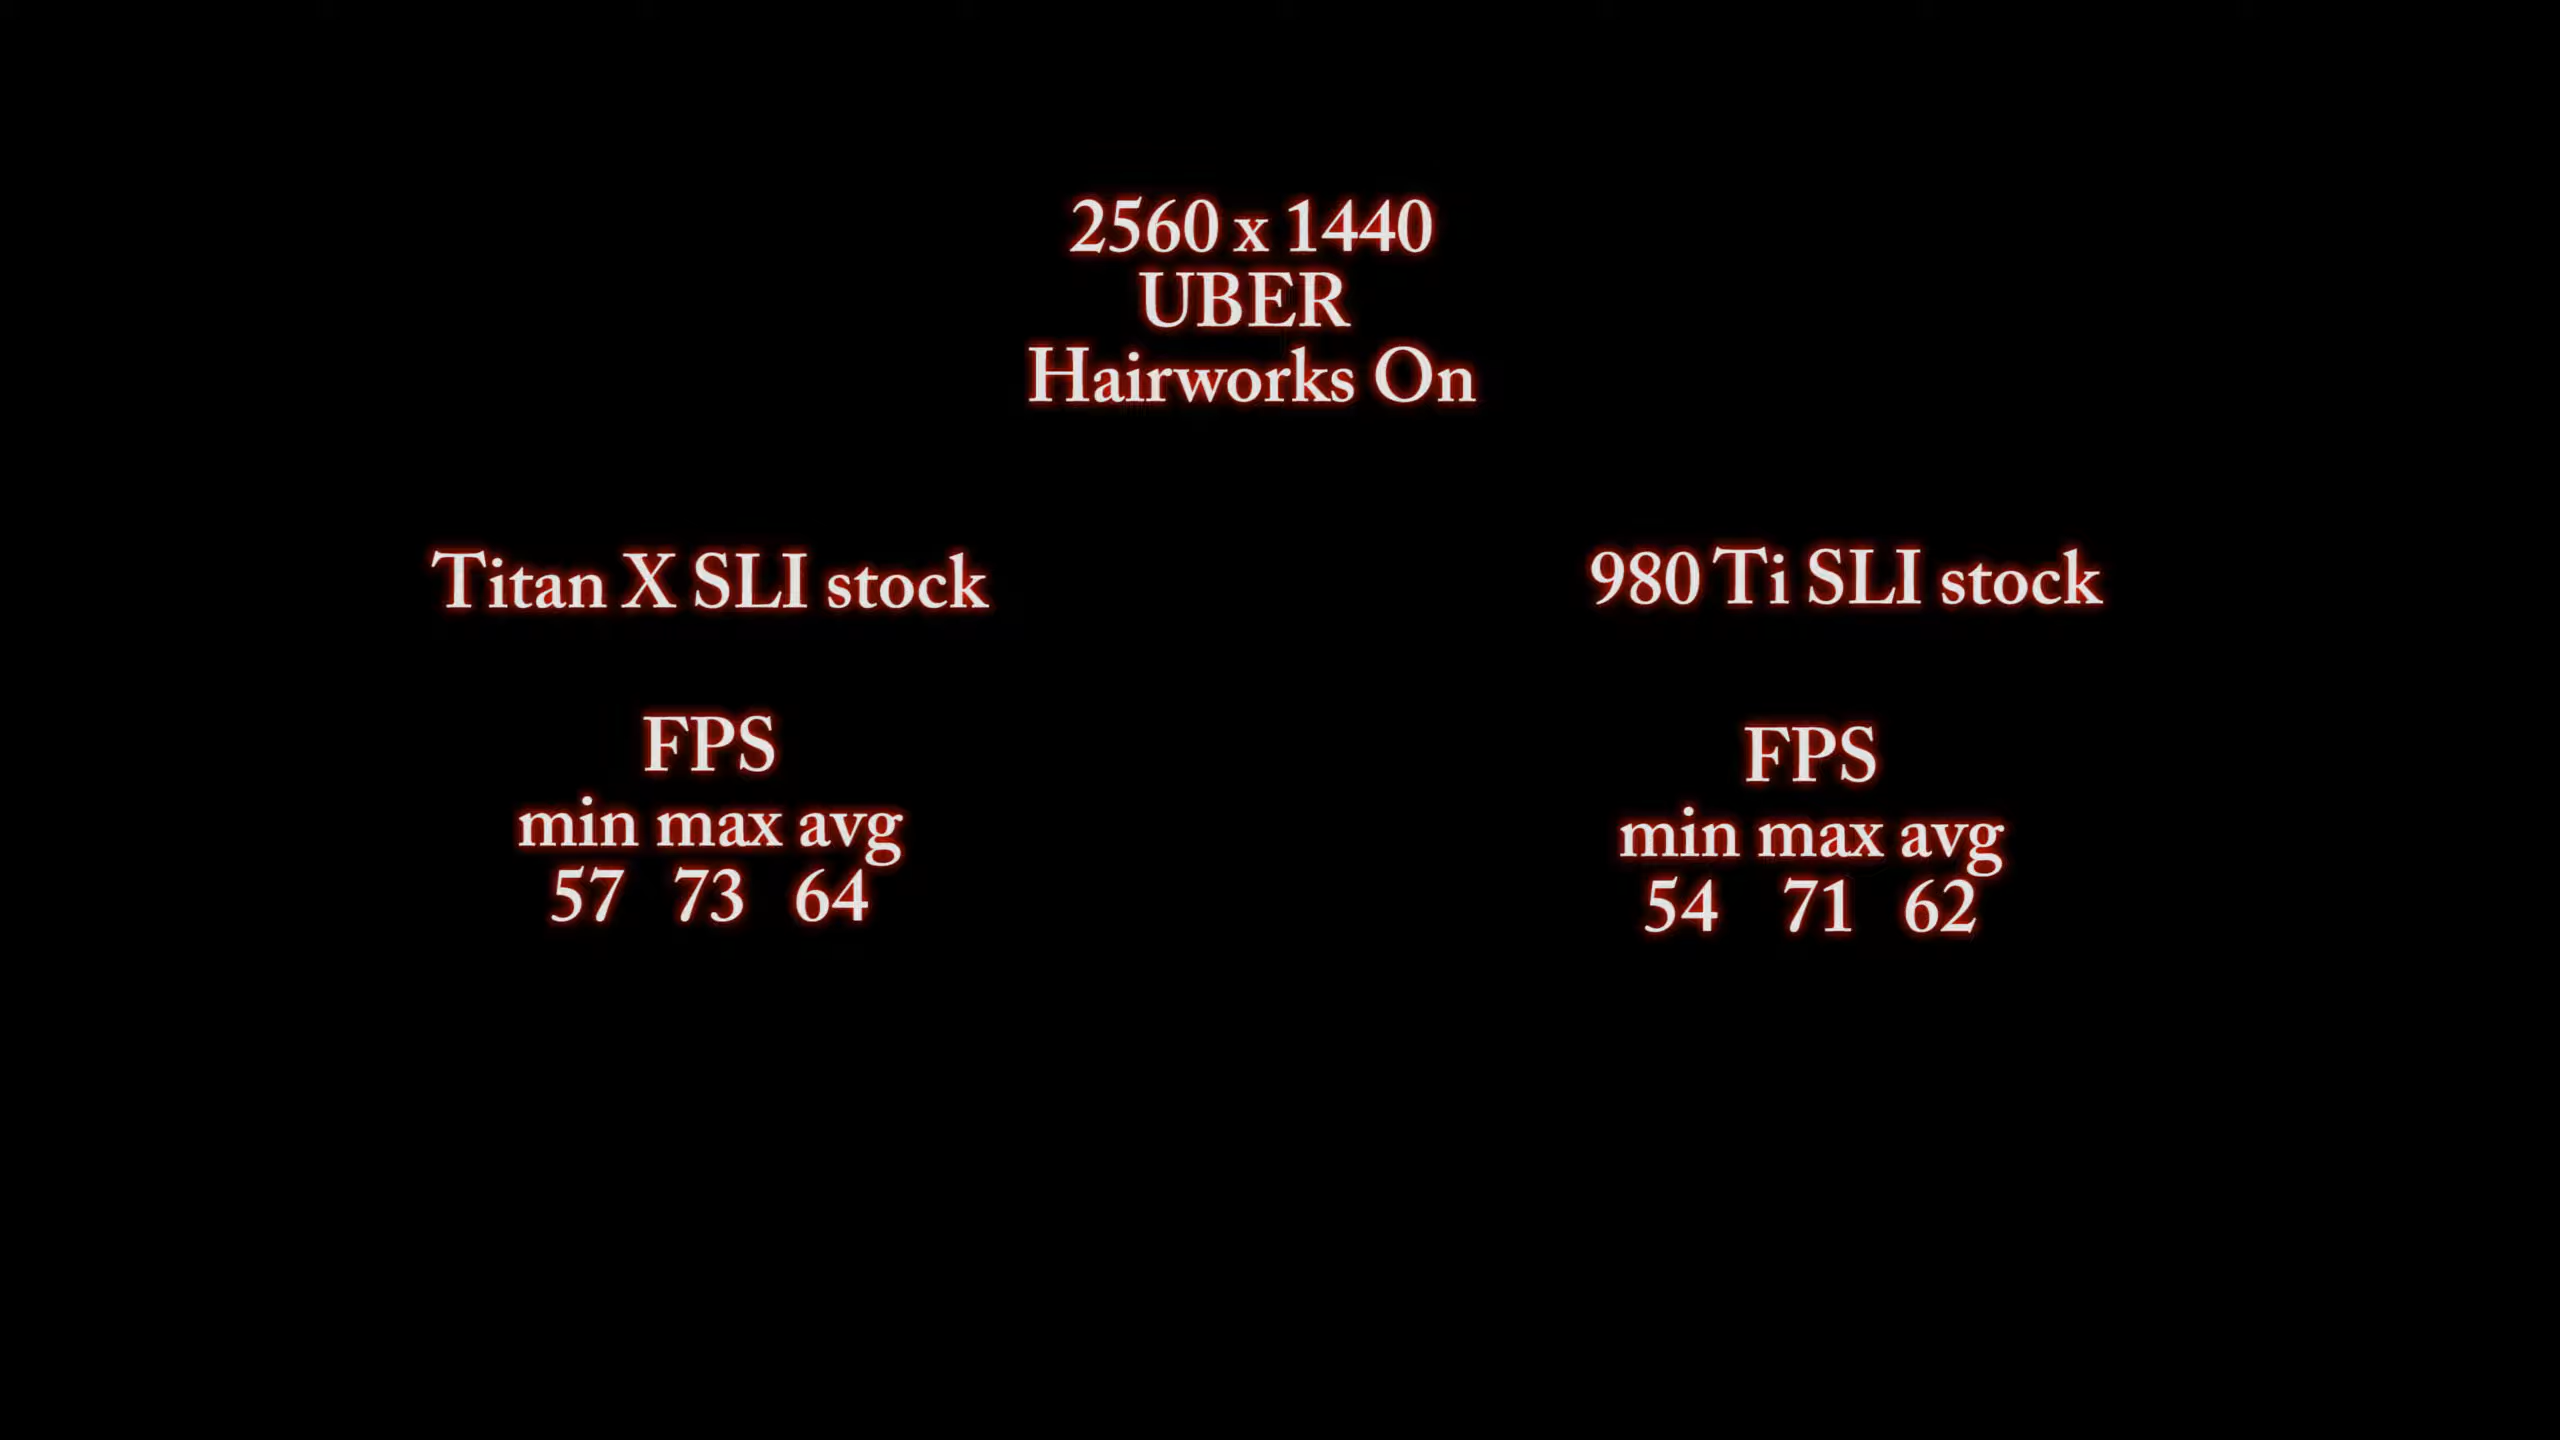 2560 x 1440
UBER
Hairworks On
Titan X SLI stock
FPS
min max avg
57 73 64
980 Ti SLI stock
FPS
min max avg
54 71 62